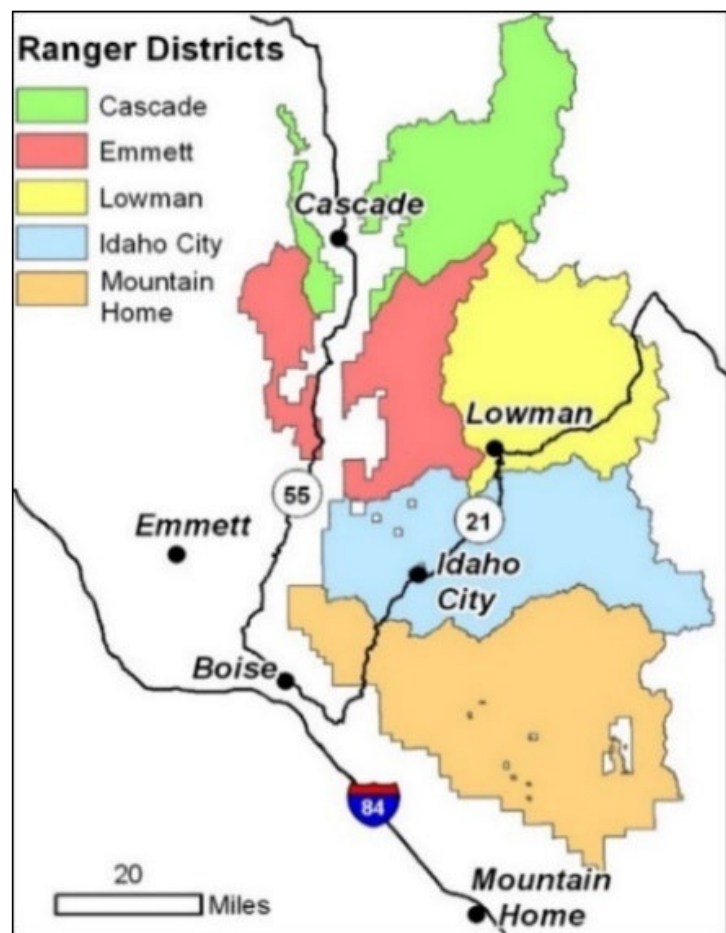 Ranger Districts
Cascade
Emmett
Lowman
Idaho City
Mountain
Home
Cascade
Lowman
55
21
Emmett
Idaho
City
Boise
84
20
Miles
Mountain
Home